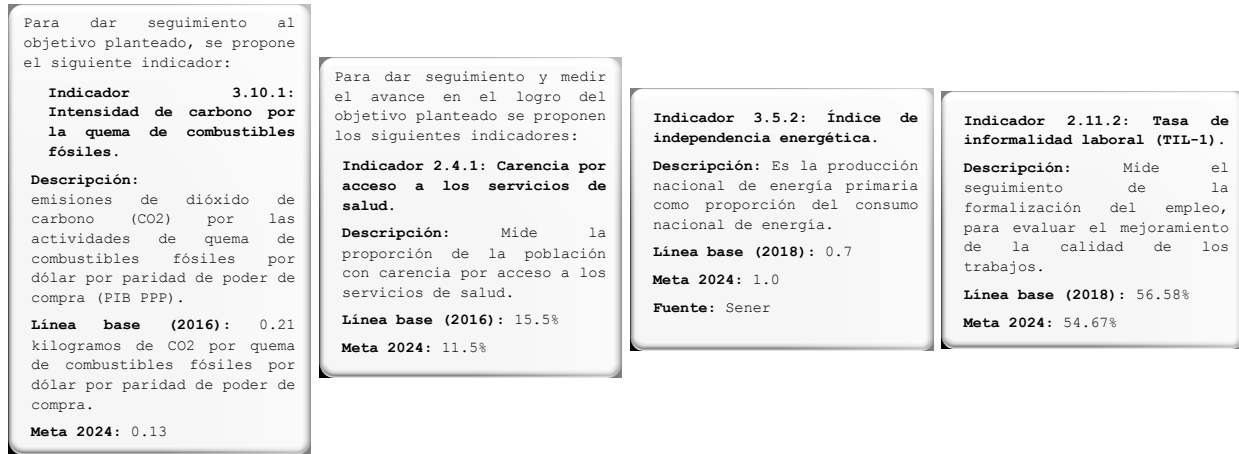 Para dar seguimiento al
objetivo planteado, se propone
el siguiente indicador:
Indicador 3.10.1:
Intensidad de carbono por
la quema de combustibles
fósiles.
Descripción:
emisiones de dióxido de
carbono (CO2) por las
actividades de quema de
combustibles fósiles por
dólar por paridad de poder de
compra (PIB PPP).
Línea base (2016): 0.21
kilogramos de CO2 por quema
de combustibles fósiles por
dólar por paridad de poder de
compra.
Meta 2024: 0.13
Para dar seguimiento y medir
el avance en el logro del
objetivo planteado se proponen
los siguientes indicadores:
Indicador 2.4.1: Carencia por
acceso a los servicios de
salud.
Descripción: Mide la
proporción de la población
con carencia por acceso a los
servicios de salud.
Línea base (2016): 15.5%
Meta 2024: 11.5%
Indicador 3.5.2: Índice de
independencia energética.
Descripción: Es la producción
nacional de energía primaria
como proporción del consumo
nacional de energía.
Línea base (2018): 0.7
Meta 2024: 1.0
Fuente: Sener
Indicador 2.11.2: Tasa de
informalidad laboral (TIL-1).
Descripción: Mide el
seguimiento de la
formalización del empleo,
para evaluar el mejoramiento
de la calidad de los
trabajos.
Línea base (2018): 56.58%
Meta 2024: 54.67%